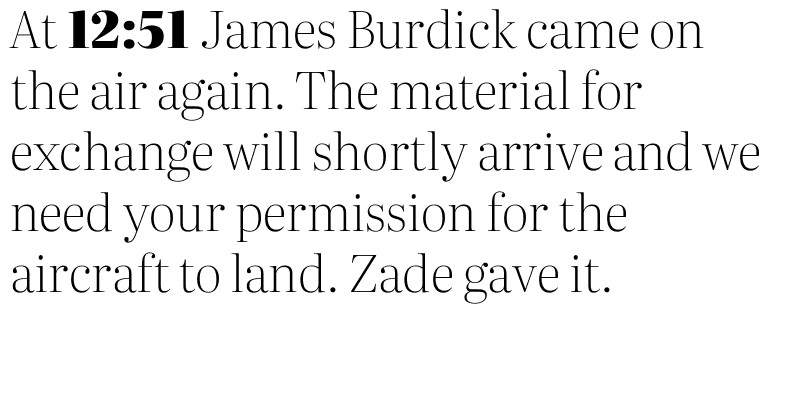 At 12:51 James Burdick came on
the air again. The material for
exchange will shortly arrive and we
need your permission for the
aircraft to land. Zade gave it.